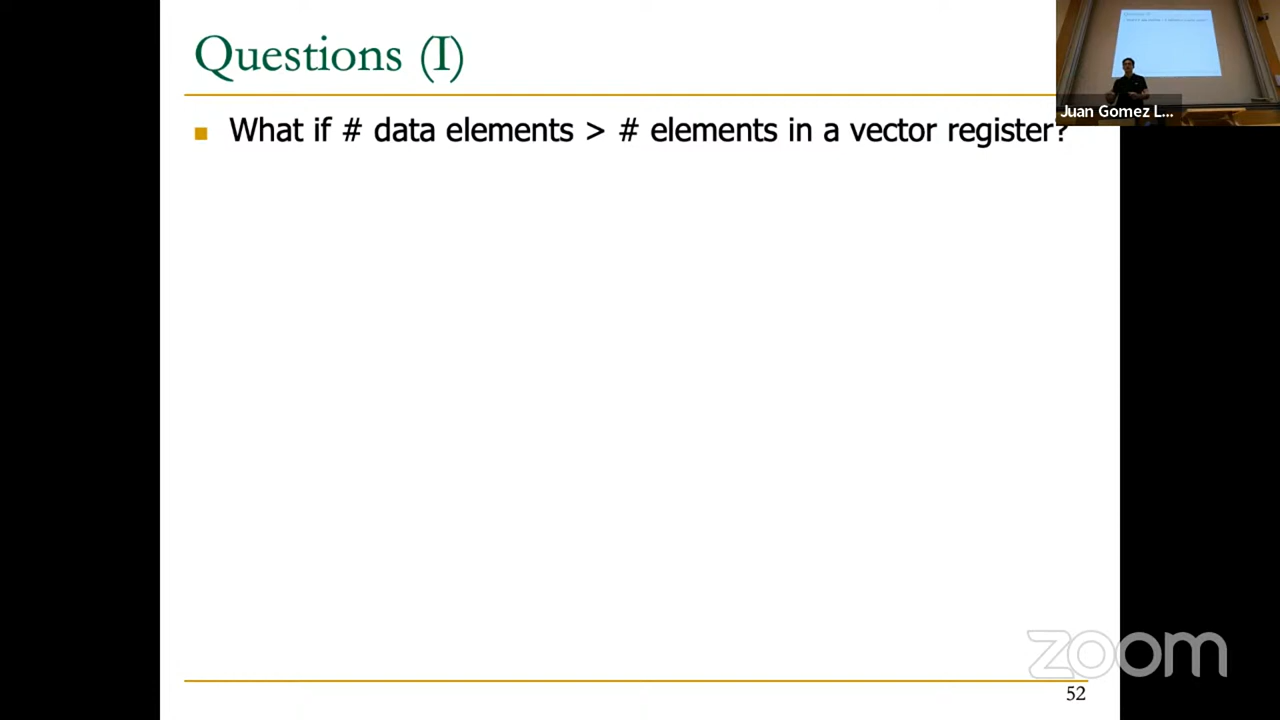 Questions (I)
Juan Gomez L...
What if # data elements > # elements in a vector register?
zoom
52